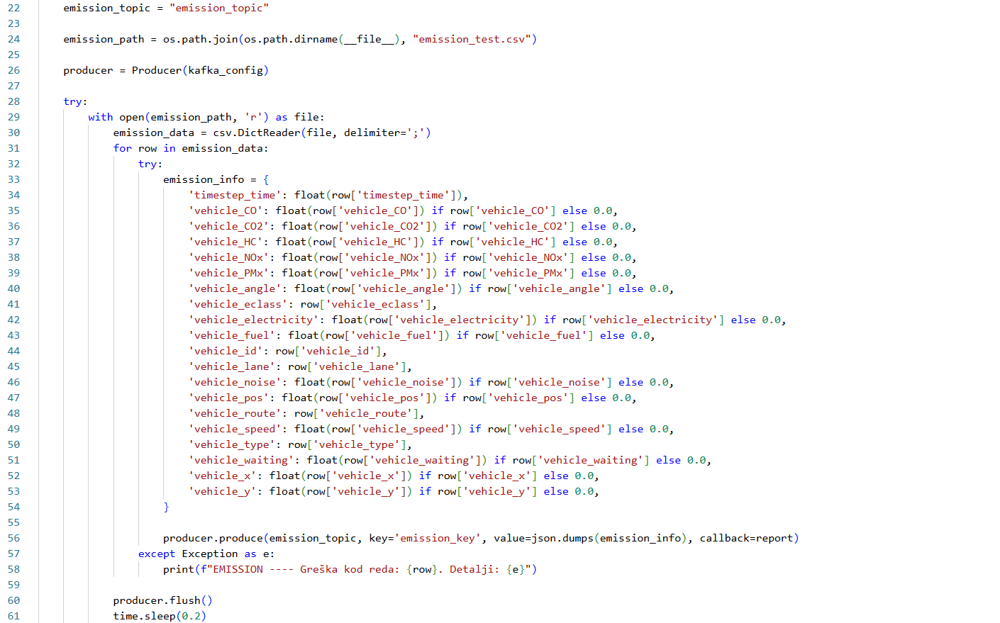 22 emission_topic = "emission_topic"
23
24 emission_path = os.path.join(os.path.dirname(__file__), "emission_test.csv")
25
26 producer = Producer(kafka_config)
27
28 try:
29 with open(emission_path, 'r') as file:
30 emission_data = csv.DictReader(file, delimiter=';')
31 for row in emission_data:
32 try:
33 emission_info = {
34 'timestep_time': float(row['timestep_time']),
35 'vehicle_CO': float(row['vehicle_CO']) if row['vehicle_CO'] else 0.0,
36 'vehicle_CO2': float(row['vehicle_CO2']) if row['vehicle_CO2'] else 0.0,
37 'vehicle_HC': float(row['vehicle_HC']) if row['vehicle_HC'] else 0.0,
38 'vehicle_NOx': float(row['vehicle_NOx']) if row['vehicle_NOx'] else 0.0,
39 'vehicle_PMx': float(row['vehicle_PMx']) if row['vehicle_PMx'] else 0.0,
40 'vehicle_angle': float(row['vehicle_angle']) if row['vehicle_angle'] else 0.0,
41 'vehicle_eclass': row['vehicle_eclass'],
42 'vehicle_electricity': float(row['vehicle_electricity']) if row['vehicle_electricity'] else 0.0,
43 'vehicle_fuel': float(row['vehicle_fuel']) if row['vehicle_fuel'] else 0.0,
44 'vehicle_id': row['vehicle_id'],
45 'vehicle_lane': row['vehicle_lane'],
46 'vehicle_noise': float(row['vehicle_noise']) if row['vehicle_noise'] else 0.0,
47 'vehicle_pos': float(row['vehicle_pos']) if row['vehicle_pos'] else 0.0,
48 'vehicle_route': row['vehicle_route'],
49 'vehicle_speed': float(row['vehicle_speed']) if row['vehicle_speed'] else 0.0,
50 'vehicle_type': row['vehicle_type'],
51 'vehicle_waiting': float(row['vehicle_waiting']) if row['vehicle_waiting'] else 0.0,
52 'vehicle_x': float(row['vehicle_x']) if row['vehicle_x'] else 0.0,
53 'vehicle_y': float(row['vehicle_y']) if row['vehicle_y'] else 0.0,
54 }
55
56 producer.produce(emission_topic, key='emission_key', value=json.dumps(emission_info), callback=report)
57 except Exception as e:
58 print(f"EMISSION ---- Greška kod reda: {row}. Detalji: {e}")
59
60 producer.flush()
61 time.sleep(0.2)